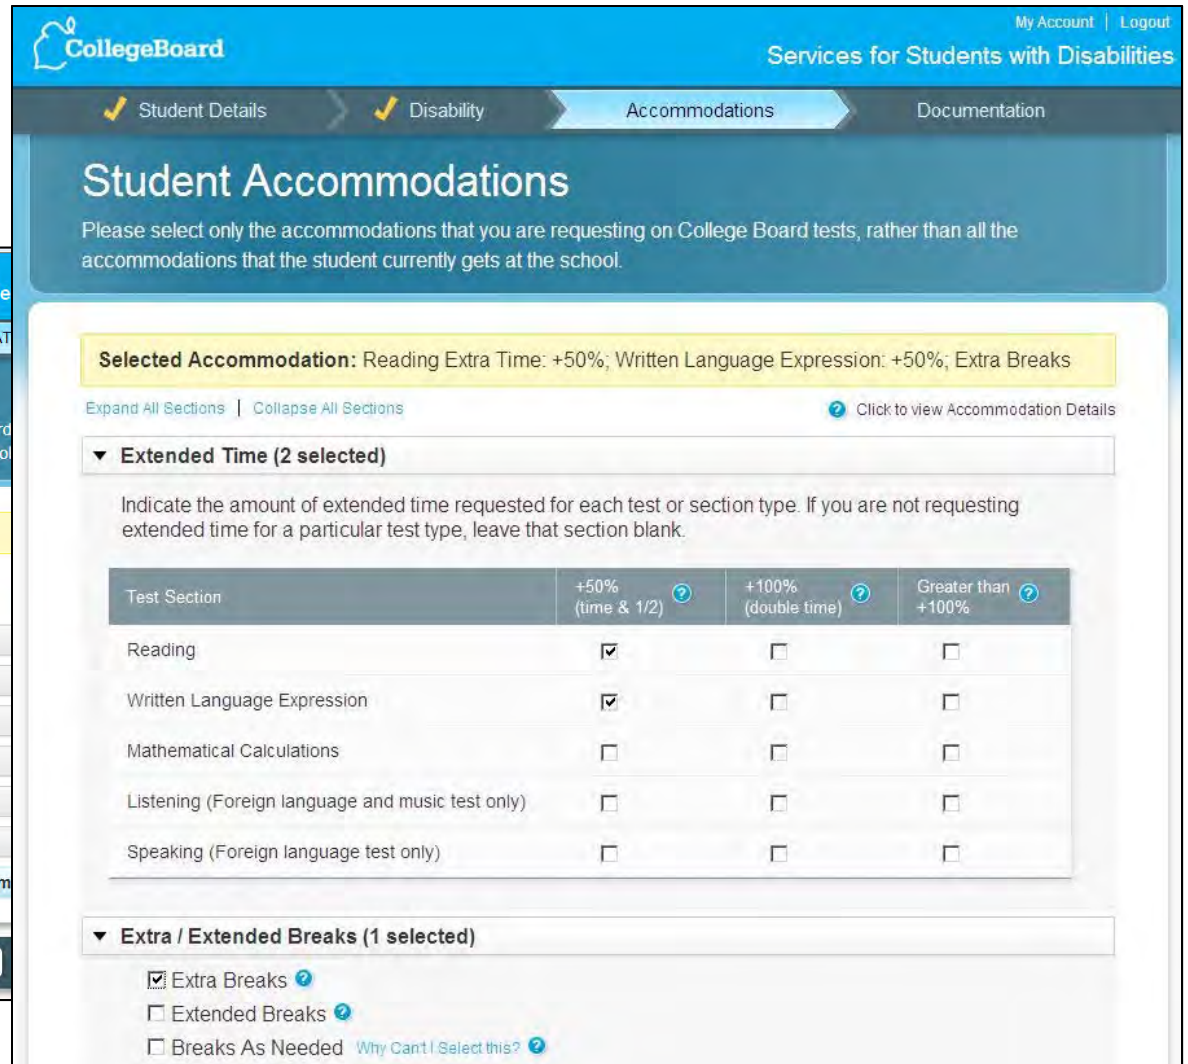 My Account | Logout
CollegeBoard
Services for Students with Disabilities
Student Details
Disability
Accommodations
Documentation
Student Accommodations
Please select only the accommodations that you are requesting on College Board tests, rather than all the
accommodations that the student currently gets at the school.
Selected Accommodation: Reading Extra Time: +50%; Written Language Expression: +50%; Extra Breaks
Expand All Sections | Collapse All Sections
Click to view Accommodation Details
Extended Time (2 selected)
Indicate the amount of extended time requested for each test or section type. If you are not requesting
extended time for a particular test type, leave that section blank.
Test Section
+50%
(time & 1/2)
+100%
(double time)
Greater than
+100%
Reading
Written Language Expression
Mathematical Calculations
Listening (Foreign language and music test only)
Speaking (Foreign language test only)
Extra / Extended Breaks (1 selected)
Extra Breaks
Extended Breaks
Breaks As Needed Why Can't I Select this?